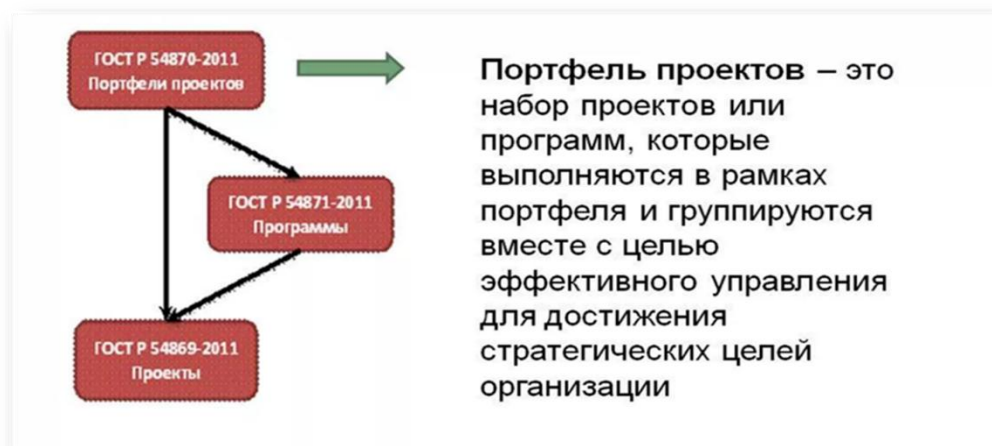 ГОСТ Р 54870-2011
Портфели проектов
ГОСТ Р 54871-2011
Программы
ГОСТ Р 54869-2011
Проекты
Портфель проектов – это
набор проектов или
программ, которые
выполняются в рамках
портфеля и группируются
вместе с целью
эффективного управления
для достижения
стратегических целей
организации